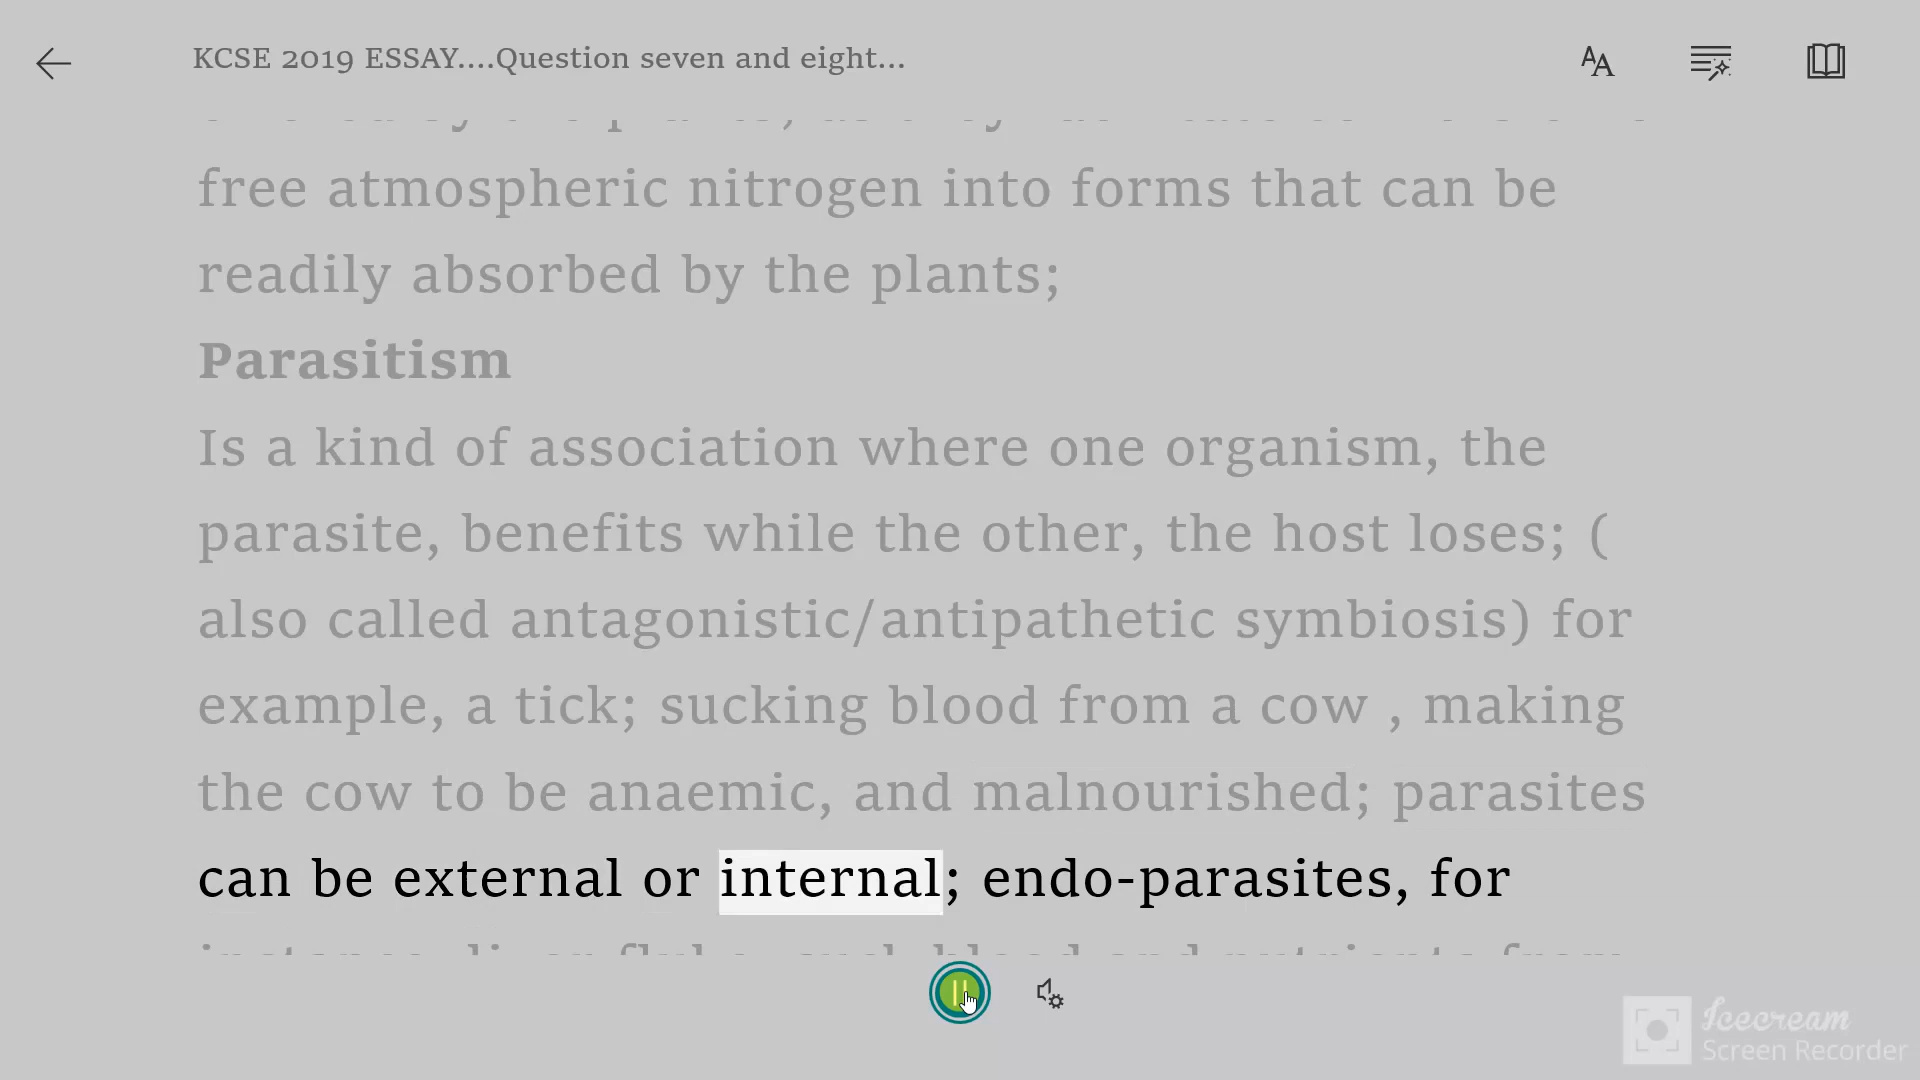 KCSE 2019 ESSAY....Question seven and eight...
free atmospheric nitrogen into forms that can be
readily absorbed by the plants;
Parasitism
Is a kind of association where one organism, the
parasite, benefits while the other, the host loses; (
also called antagonistic/antipathetic symbiosis) for
example, a tick; sucking blood from a cow , making
the cow to be anaemic, and malnourished; parasites
can be external or internal; endo-parasites, for
Icecream
Screen Recorder